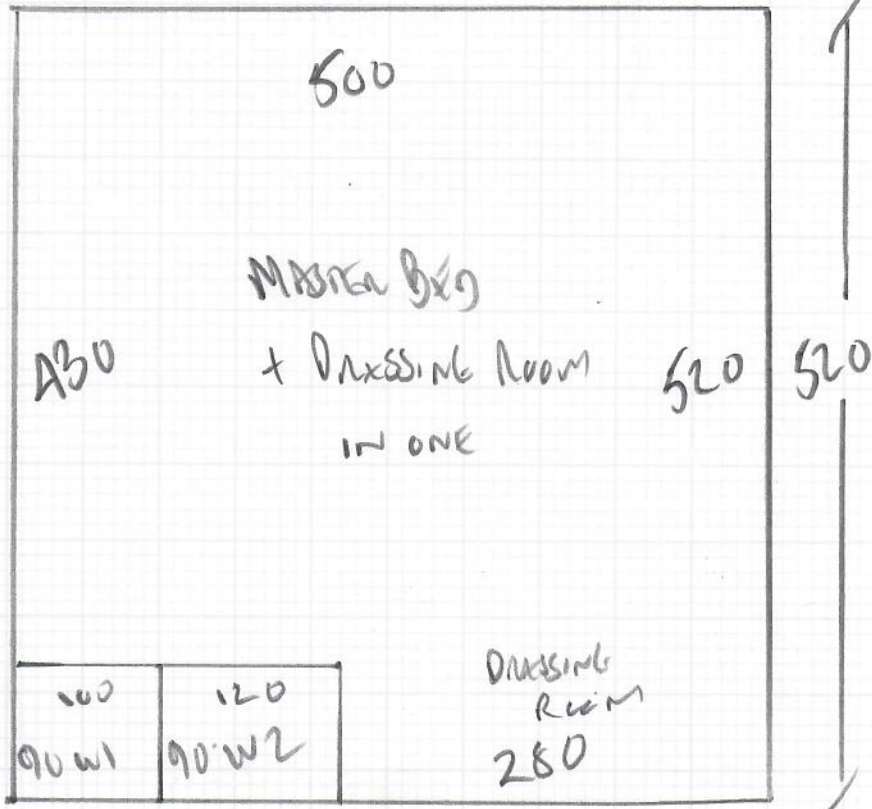 500
MASTER BED
+ DRESSING ROOM
IN ONE
430
520
520
100
120
90 W1
90 W2
DRESSING
ROOM
280